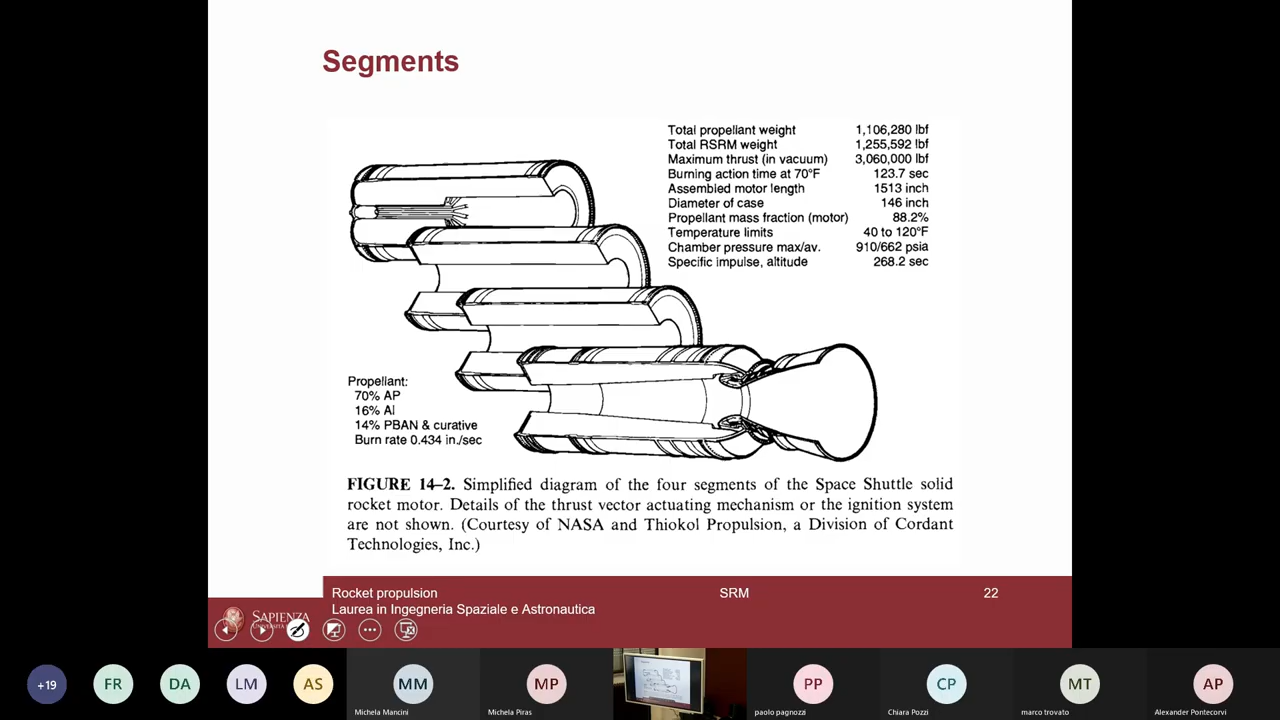 Segments
Total propellant weight 1,106,280 lbf
Total RSRM weight 1,255,592 lbf
Maximum thrust (in vacuum) 3,060,000 lbf
Burning action time at 70°F 123.7 sec
Assembled motor length 1513 inch
Diameter of case 146 inch
Propellant mass fraction (motor) 88.2%
Temperature limits 40 to 120°F
Chamber pressure max/av. 910/662 psia
Specific impulse, altitude 268.2 sec
Propellant:
70% AP
16% Al
14% PBAN & curative
Burn rate 0.434 in./sec
FIGURE 14–2. Simplified diagram of the four segments of the Space Shuttle solid
rocket motor. Details of the thrust vector actuating mechanism or the ignition system
are not shown. (Courtesy of NASA and Thiokol Propulsion, a Division of Cordant
Technologies, Inc.)
Rocket propulsion SRM 22
Laurea in Ingegneria Spaziale e Astronautica
SAPIENZA
+19 FR DA LM AS MM MP PP CP MT AP
Michela Mancini Michela Piras paolo pagnozzi Chiara Pozzi marco trovato Alexander Pontecorvi